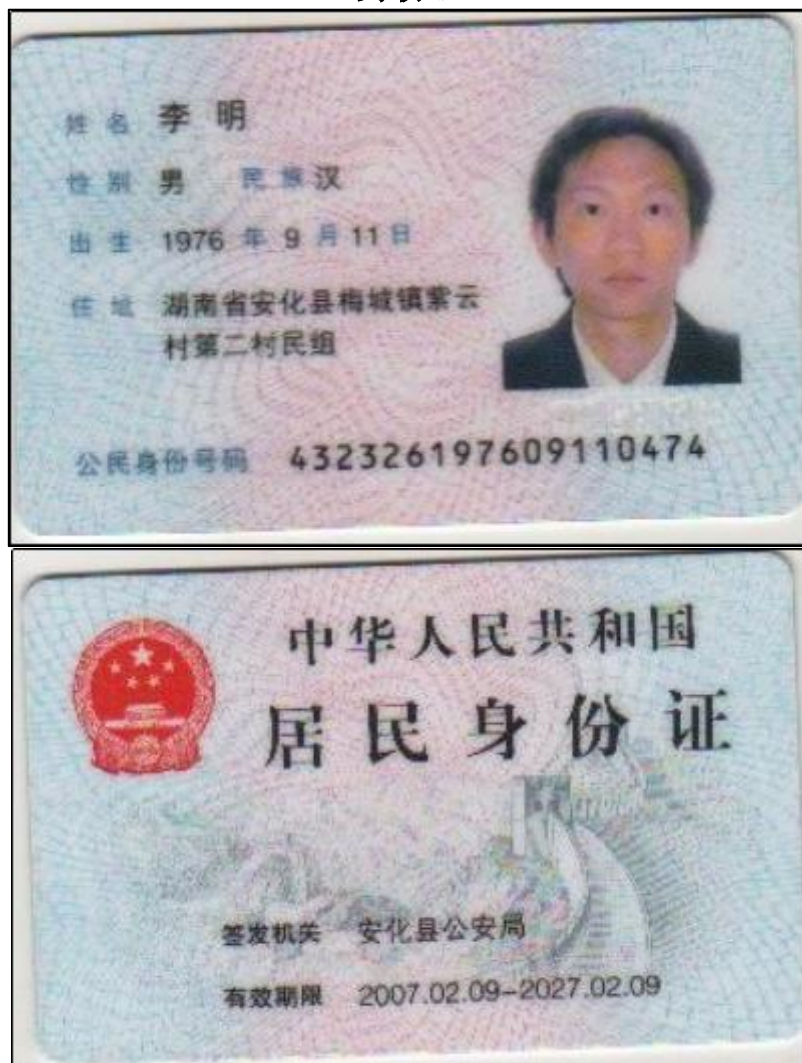 姓名 李明
性别 男 民族 汉
出生 1976 年 9 月 11 日
住址 湖南省安化县梅城镇紫云
村第二村民组
公民身份号码 432326197609110474
中华人民共和国
居民身份证
签发机关 安化县公安局
有效期限 2007.02.09-2027.02.09